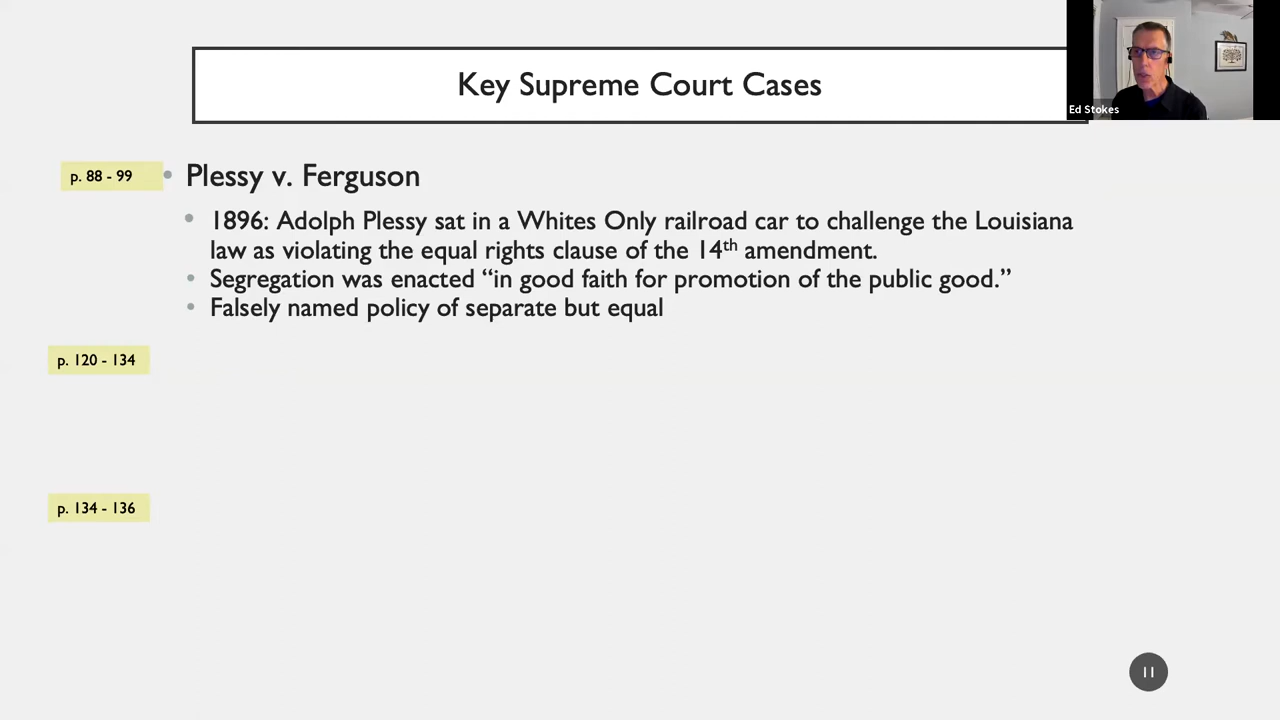 Key Supreme Court Cases
Ed Stokes
p. 88 - 99
• Plessy v. Ferguson
• 1896: Adolph Plessy sat in a Whites Only railroad car to challenge the Louisiana
law as violating the equal rights clause of the 14th amendment.
• Segregation was enacted “in good faith for promotion of the public good.”
• Falsely named policy of separate but equal
p. 120 - 134
p. 134 - 136
11